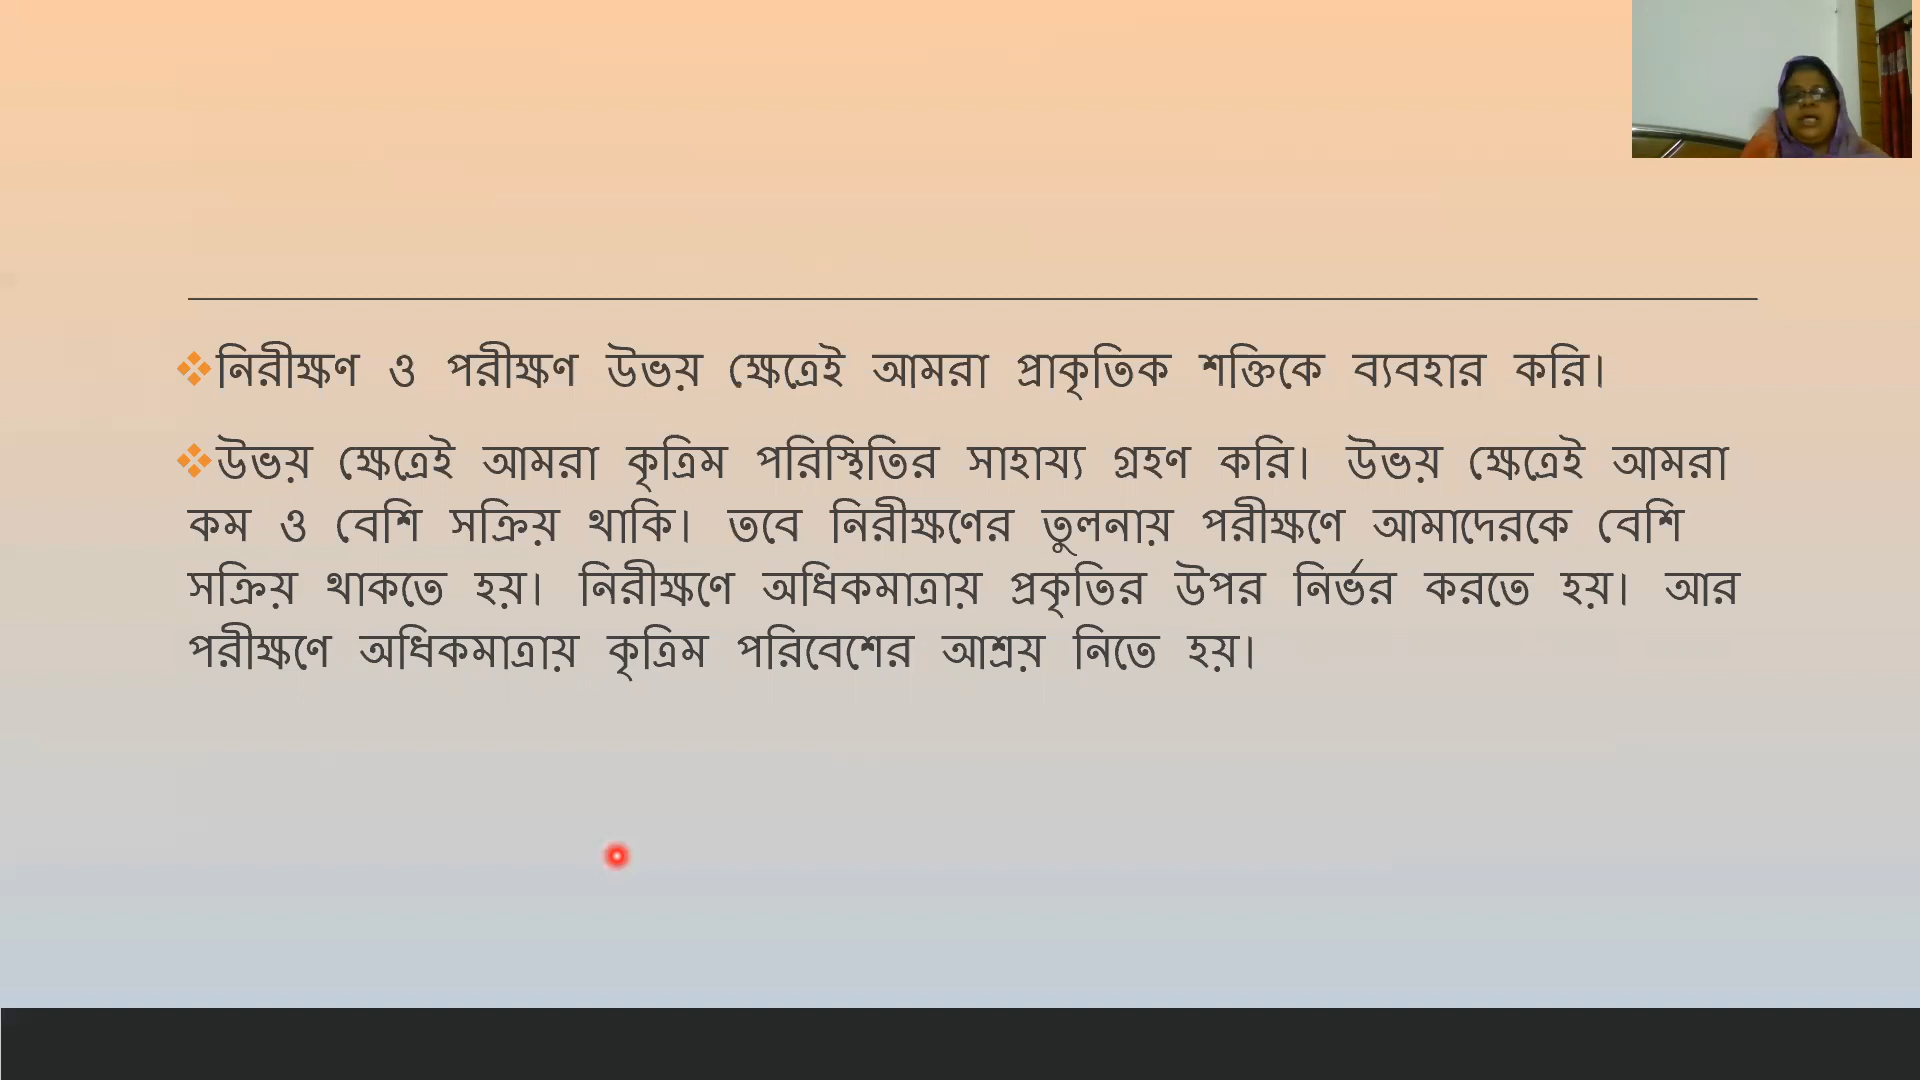 নিরীক্ষণ ও পরীক্ষণ উভয় ক্ষেত্রেই আমরা প্রাকৃতিক শক্তিকে ব্যবহার করি।
উভয় ক্ষেত্রেই আমরা কৃত্রিম পরিস্থিতির সাহায্য গ্রহণ করি। উভয় ক্ষেত্রেই আমরা
কম ও বেশি সক্রিয় থাকি। তবে নিরীক্ষণের তুলনায় পরীক্ষণে আমাদেরকে বেশি
সক্রিয় থাকতে হয়। নিরীক্ষণে অধিকমাত্রায় প্রকৃতির উপর নির্ভর করতে হয়। আর
পরীক্ষণে অধিকমাত্রায় কৃত্রিম পরিবেশের আশ্রয় নিতে হয়।